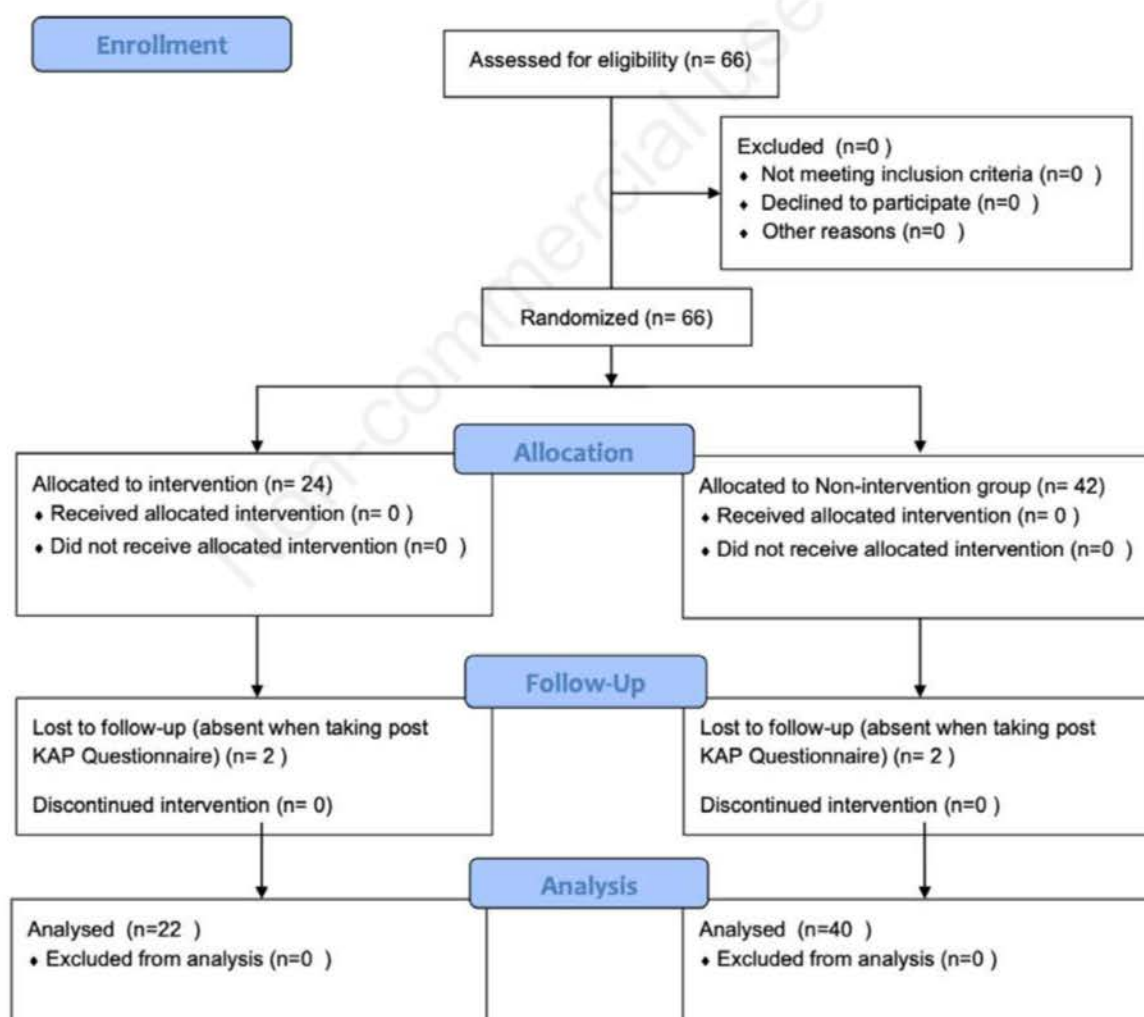 Enrollment
Assessed for eligibility (n= 66)
Excluded (n=0 )
♦ Not meeting inclusion criteria (n=0 )
♦ Declined to participate (n=0 )
♦ Other reasons (n=0 )
Randomized (n= 66)
Allocation
Allocated to intervention (n= 24)
♦ Received allocated intervention (n= 0 )
♦ Did not receive allocated intervention (n=0 )
Allocated to Non-intervention group (n= 42)
♦ Received allocated intervention (n= 0 )
♦ Did not receive allocated intervention (n=0 )
Follow-Up
Lost to follow-up (absent when taking post
KAP Questionnaire) (n= 2 )
Discontinued intervention (n= 0)
Lost to follow-up (absent when taking post
KAP Questionnaire) (n= 2 )
Discontinued intervention (n=0 )
Analysis
Analysed (n=22 )
♦ Excluded from analysis (n=0 )
Analysed (n=40 )
♦ Excluded from analysis (n=0 )
Non-commercial use